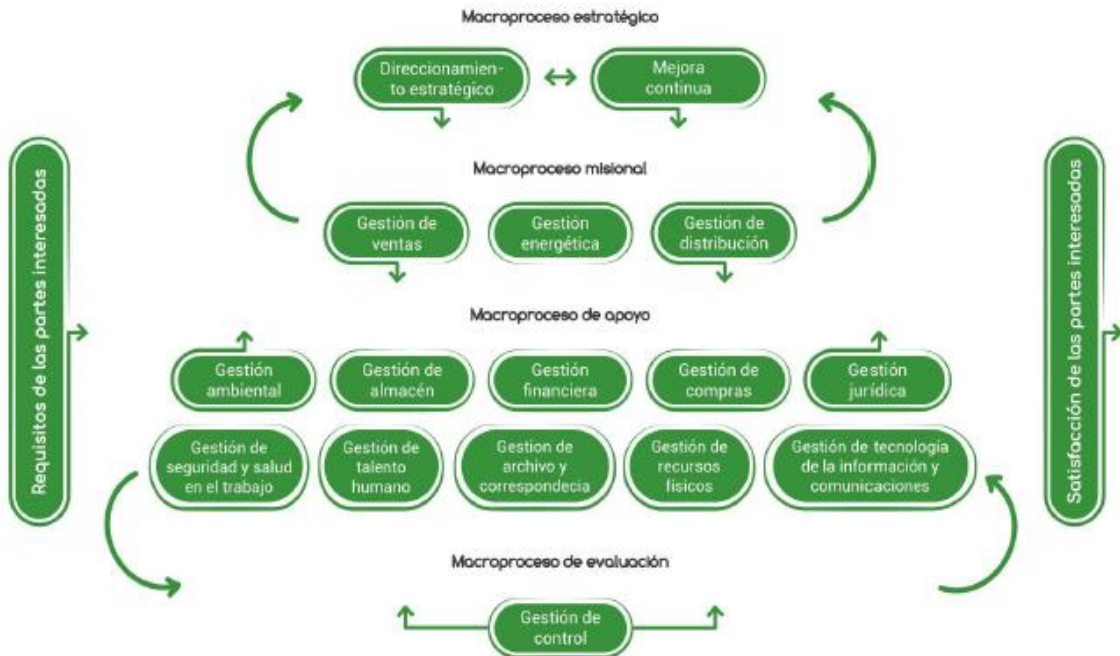 Macroproceso estratégico
Direccionamien-
to estratégico
Mejora
continua
Requisitos de las partes interesadas
Satisfacción de las partes interesadas
Macroproceso misional
Gestión de
ventas
Gestión
energética
Gestión de
distribución
Macroproceso de apoyo
Gestión
ambiental
Gestión de
almacén
Gestión
financiera
Gestión de
compras
Gestión
jurídica
Gestión de
seguridad y salud
en el trabajo
Gestión de
talento
humano
Gestion de
archivo y
correspondecia
Gestión de
recursos
físicos
Gestión de tecnología
de la información y
comunicaciones
Macroproceso de evaluación
Gestión de
control